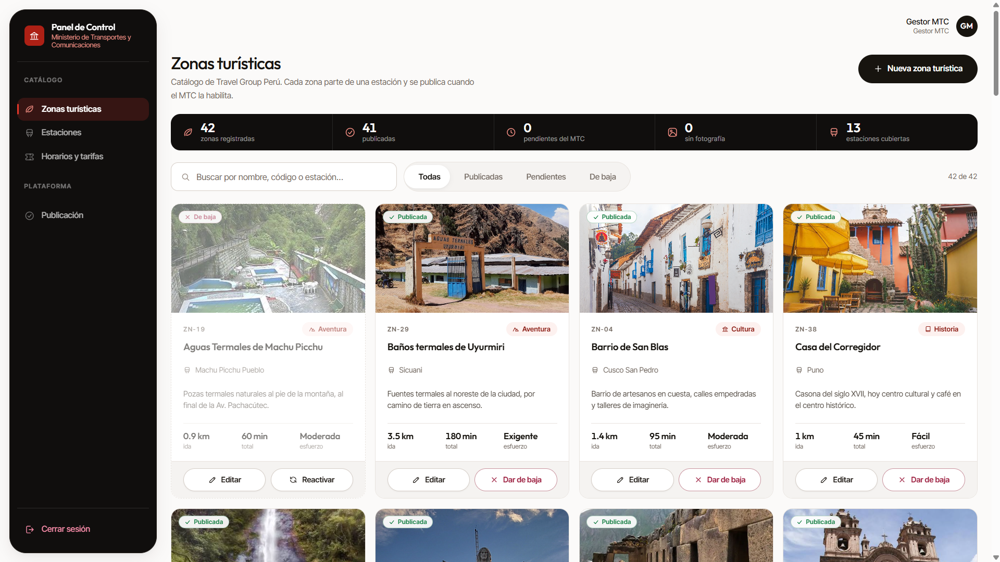 Panel de Control
Ministerio de Transportes y
Comunicaciones
CATÁLOGO
Zonas turísticas
Estaciones
Horarios y tarifas
PLATAFORMA
Publicación
Cerrar sesión
Gestor MTC
Gestor MTC
GM
Zonas turísticas
Catálogo de Travel Group Perú. Cada zona parte de una estación y se publica cuando
el MTC la habilita.
Nueva zona turística
42
zonas registradas
41
publicadas
0
pendientes del MTC
0
sin fotografía
13
estaciones cubiertas
Buscar por nombre, código o estación...
Todas
Publicadas
Pendientes
De baja
42 de 42
De baja
ZN-19
Aventura
Aguas Termales de Machu Picchu
Machu Picchu Pueblo
Pozas termales naturales al pie de la montaña, al
final de la Av. Pachacútec.
0.9 km
ida
60 min
total
Moderada
esfuerzo
Editar
Reactivar
Publicada
AGUAS TERMALES
UYURMIRI
ZN-29
Aventura
Baños termales de Uyurmiri
Sicuani
Fuentes termales al noreste de la ciudad, por
camino de tierra en ascenso.
3.5 km
ida
180 min
total
Exigente
esfuerzo
Editar
Dar de baja
Publicada
ZN-04
Cultura
Barrio de San Blas
Cusco San Pedro
Barrio de artesanos en cuesta, calles empedradas
y talleres de imaginería.
1.4 km
ida
95 min
total
Moderada
esfuerzo
Editar
Dar de baja
Publicada
ZN-38
Historia
Casa del Corregidor
Puno
Casona del siglo XVII, hoy centro cultural y café en
el centro histórico.
1 km
ida
45 min
total
Fácil
esfuerzo
Editar
Dar de baja
Publicada
Publicada
Publicada
Publicada